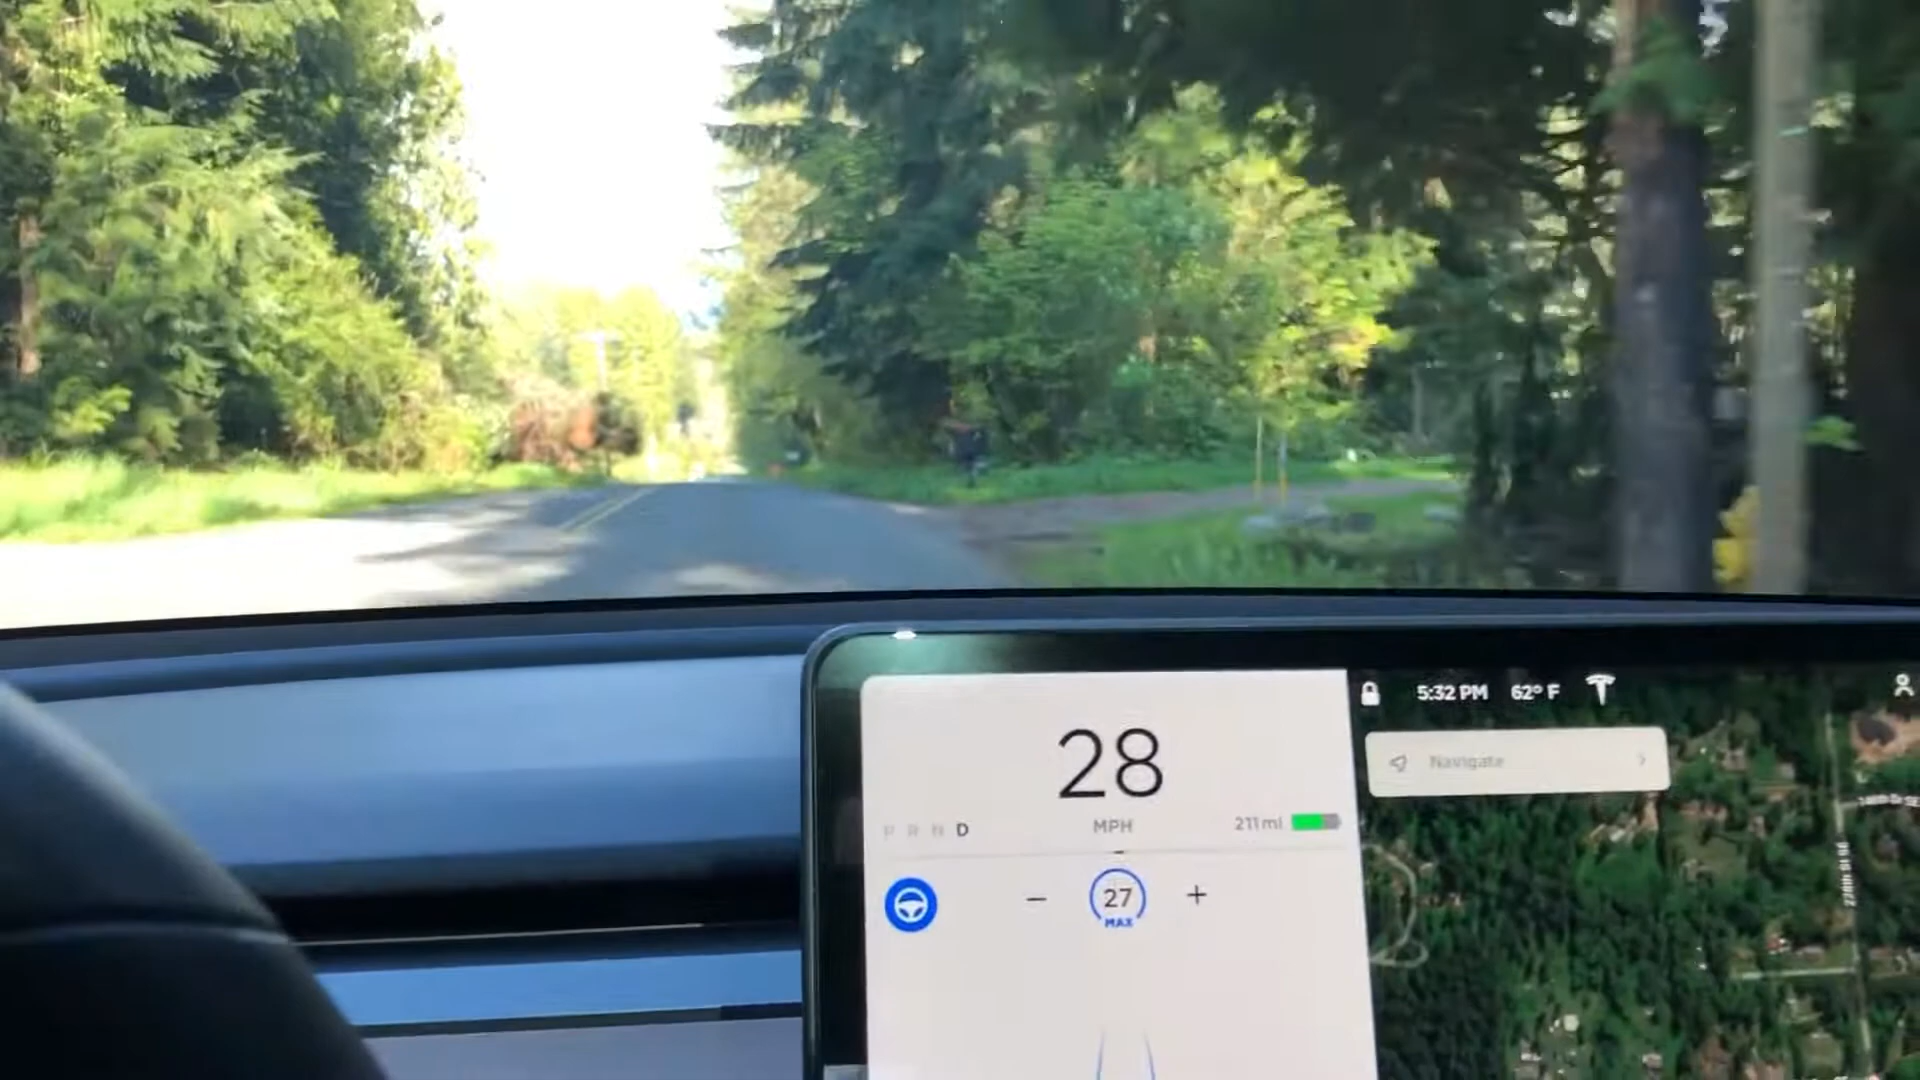 5:32 PM 62° F
Navigate
28
P R N D
MPH
211 mi
− 27 +
MAX